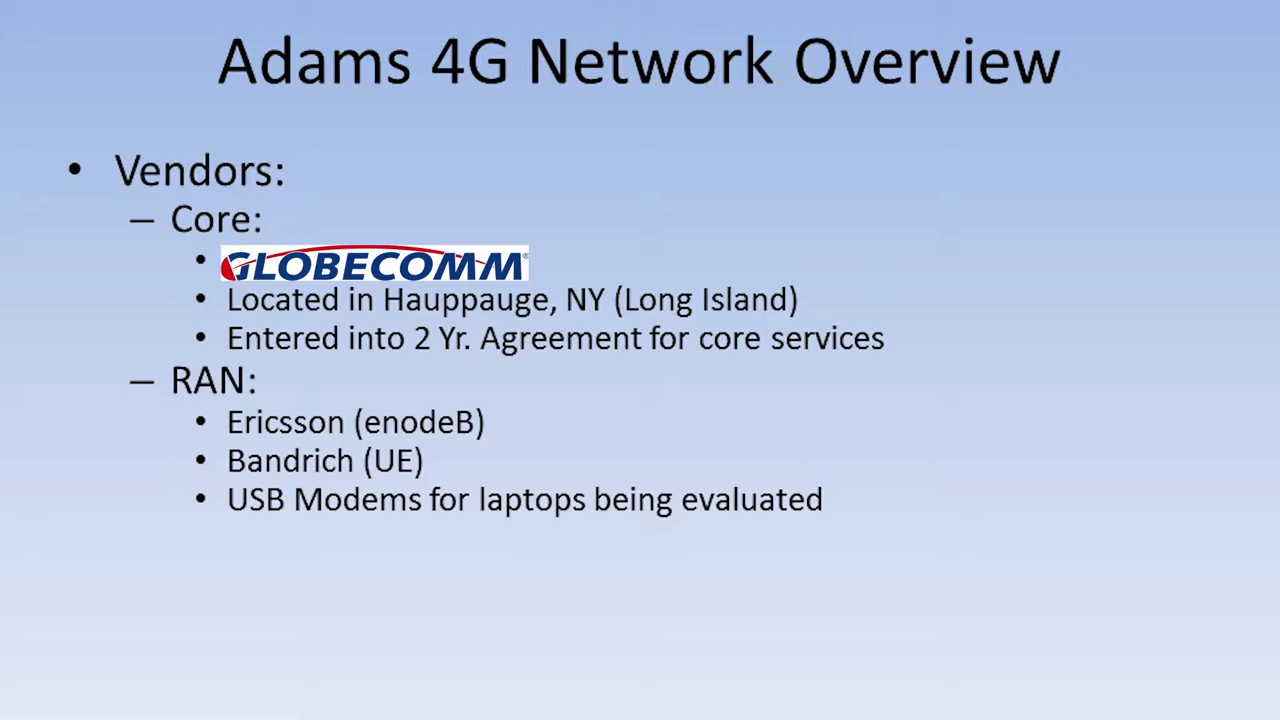 Adams 4G Network Overview
• Vendors:
– Core:
• GLOBECOMM®
• Located in Hauppauge, NY (Long Island)
• Entered into 2 Yr. Agreement for core services
– RAN:
• Ericsson (enodeB)
• Bandrich (UE)
• USB Modems for laptops being evaluated